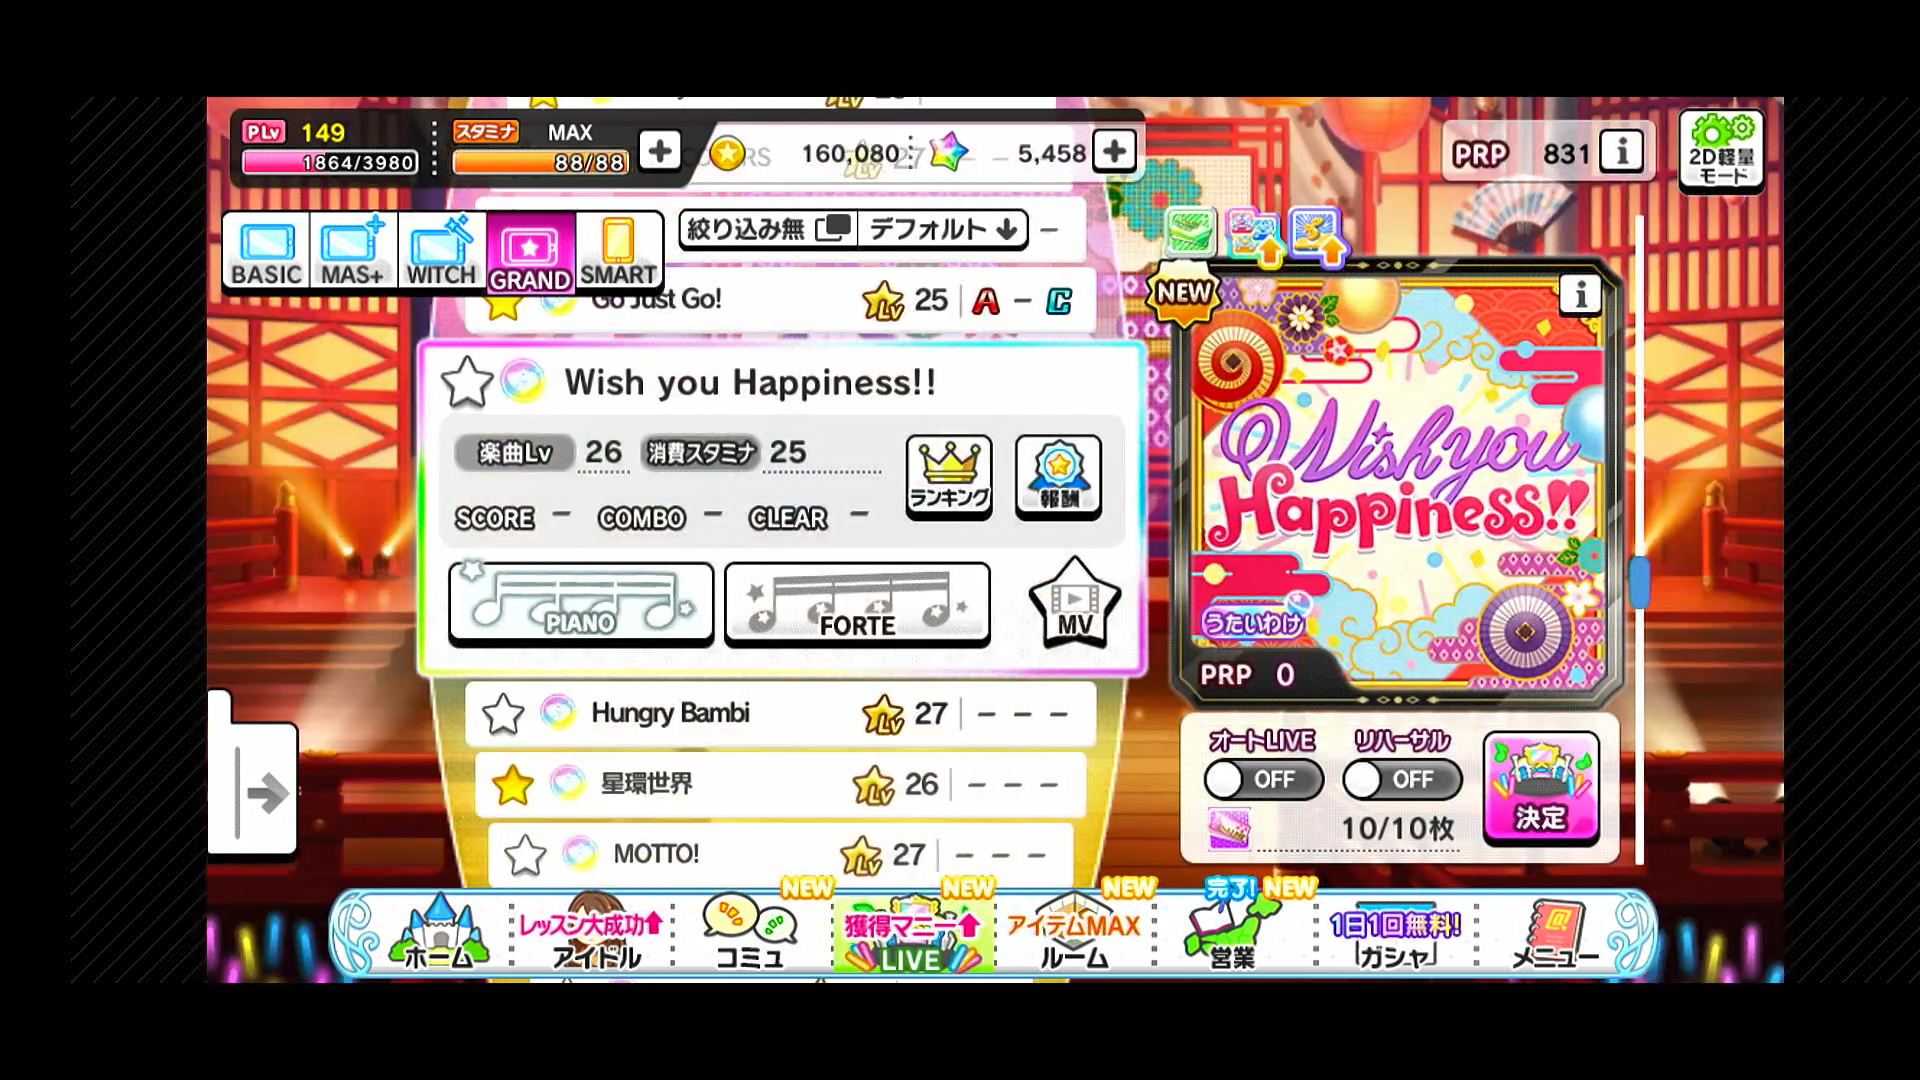 PLv 149
1864/3980
スタミナ MAX
88/88
160,080
5,458
PRP 831
2D軽量
モード
BASIC
MAS+
WITCH
GRAND
SMART
絞り込み無
デフォルト
Go Just Go!
Lv 25 A - C
NEW
Wish you Happiness!!
楽曲Lv 26 消費スタミナ 25
ランキング
報酬
SCORE - COMBO - CLEAR -
PIANO
FORTE
MV
Wish you
Happiness!!
うたいわけ
PRP 0
Hungry Bambi Lv 27 - - -
星環世界 Lv 26 - - -
MOTTO! Lv 27 - - -
オートLIVE リハーサル
OFF OFF
10/10枚
決定
ホーム
レッスン大成功
アイドル
NEW
コミュ
NEW
獲得マニー
LIVE
NEW
アイテムMAX
ルーム
完了! NEW
営業
1日1回無料!
ガシャ
メニュー